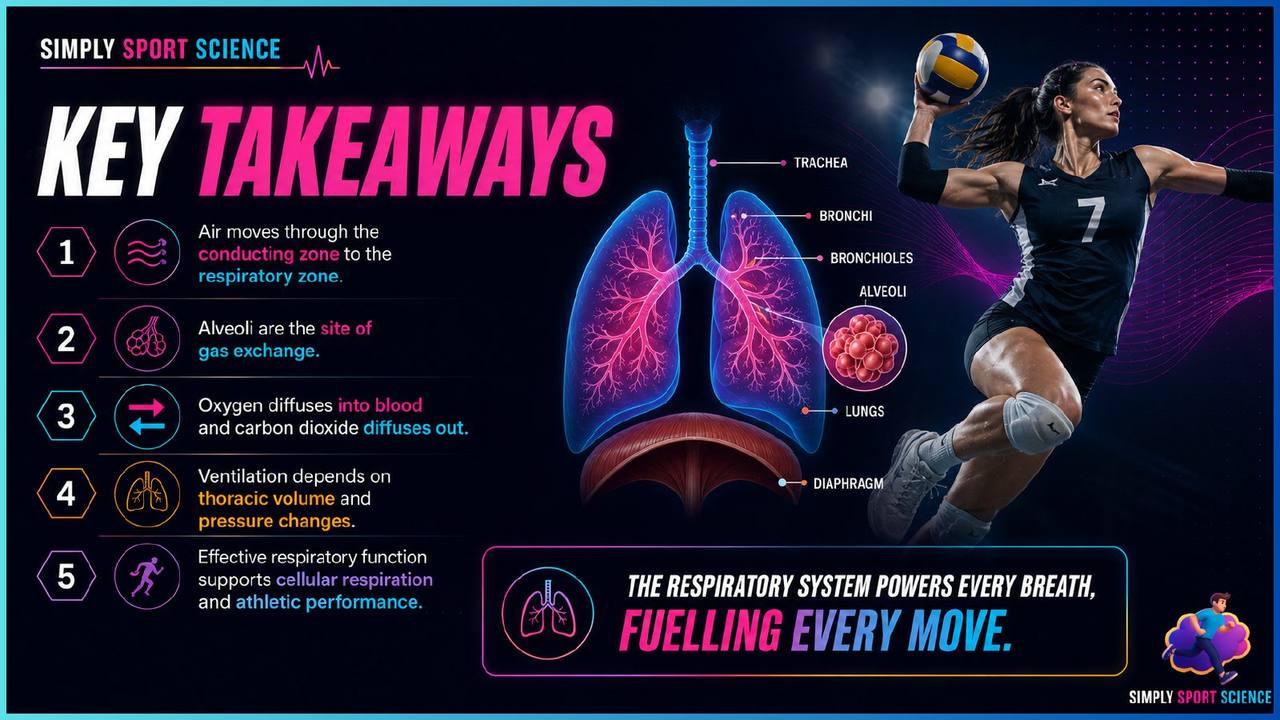 SIMPLY SPORT SCIENCE
KEY TAKEAWAYS
1
Air moves through the
conducting zone to the
respiratory zone.
2
Alveoli are the site of
gas exchange.
3
Oxygen diffuses into blood
and carbon dioxide diffuses out.
4
Ventilation depends on
thoracic volume and
pressure changes.
5
Effective respiratory function
supports cellular respiration
and athletic performance.
TRACHEA
BRONCHI
BRONCHIOLES
ALVEOLI
LUNGS
DIAPHRAGM
7
THE RESPIRATORY SYSTEM POWERS EVERY BREATH,
FUELLING EVERY MOVE.
SIMPLY SPORT SCIENCE